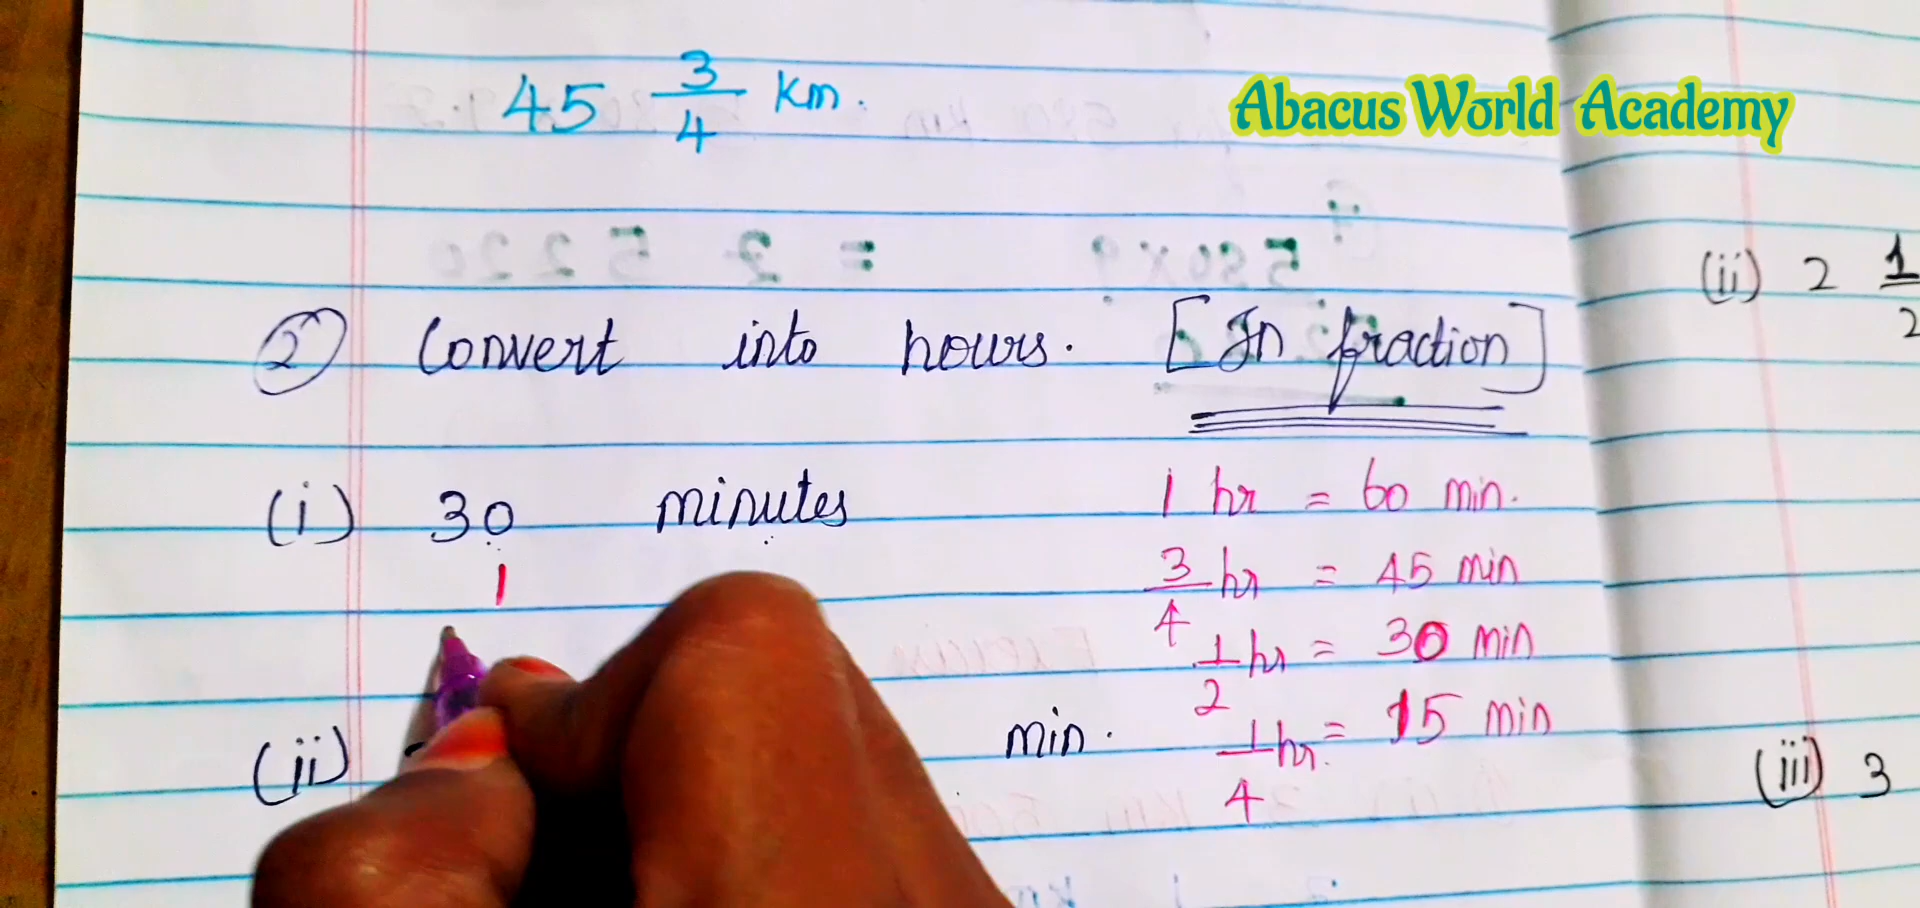 45 3/4 km.
Abacus World Academy
(2) Convert into hours. [In fraction]
(i) 30 minutes
1
1 hr = 60 min.
3/4 hr = 45 min
1/2 hr = 30 min
1/4 hr. = 15 min
(ii) min.
(ii) 2 1/2
(iii) 3